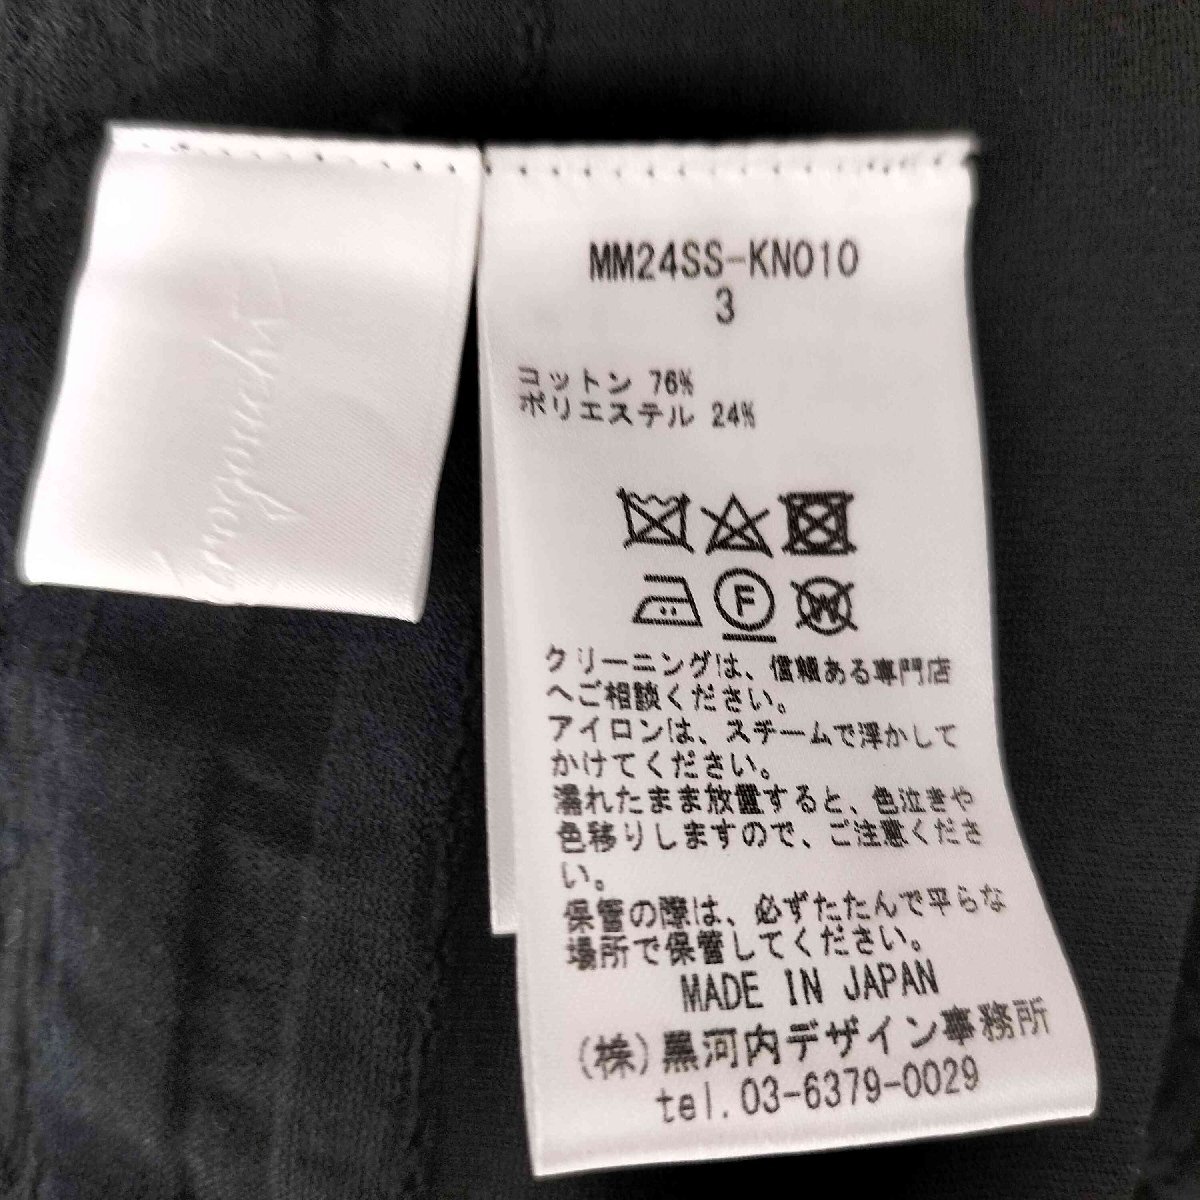 MM24SS-KN010
3
コットン 76%
ポリエステル 24%
F
W
クリーニングは、信頼ある専門店
へご相談ください。
アイロンは、スチームで浮かして
かけてください。
濡れたまま放置すると、色泣きや
色移りしますので、ご注意くださ
い。
保管の際は、必ずたたんで平らな
場所で保管してください。
MADE IN JAPAN
(株)黒河内デザイン事務所
tel.03-6379-0029